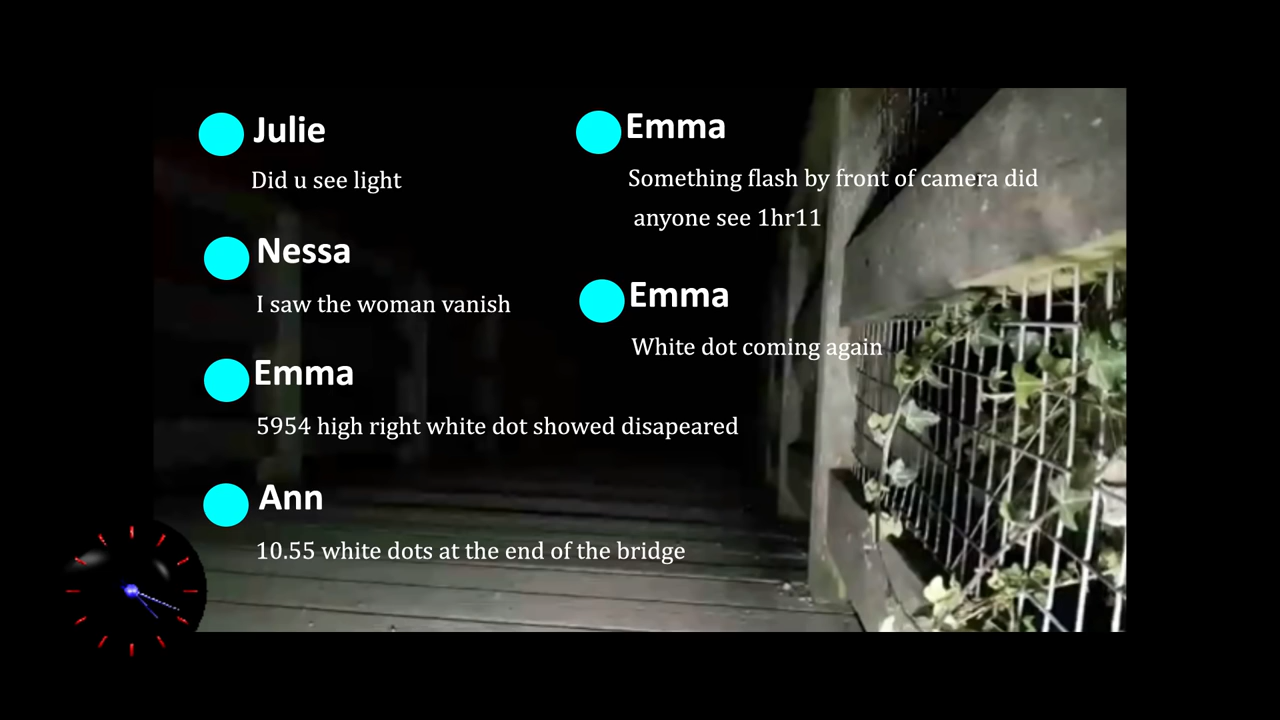 Julie
Did u see light
Nessa
I saw the woman vanish
Emma
5954 high right white dot showed disapeared
Ann
10.55 white dots at the end of the bridge
Emma
Something flash by front of camera did
anyone see 1hr11
Emma
White dot coming again